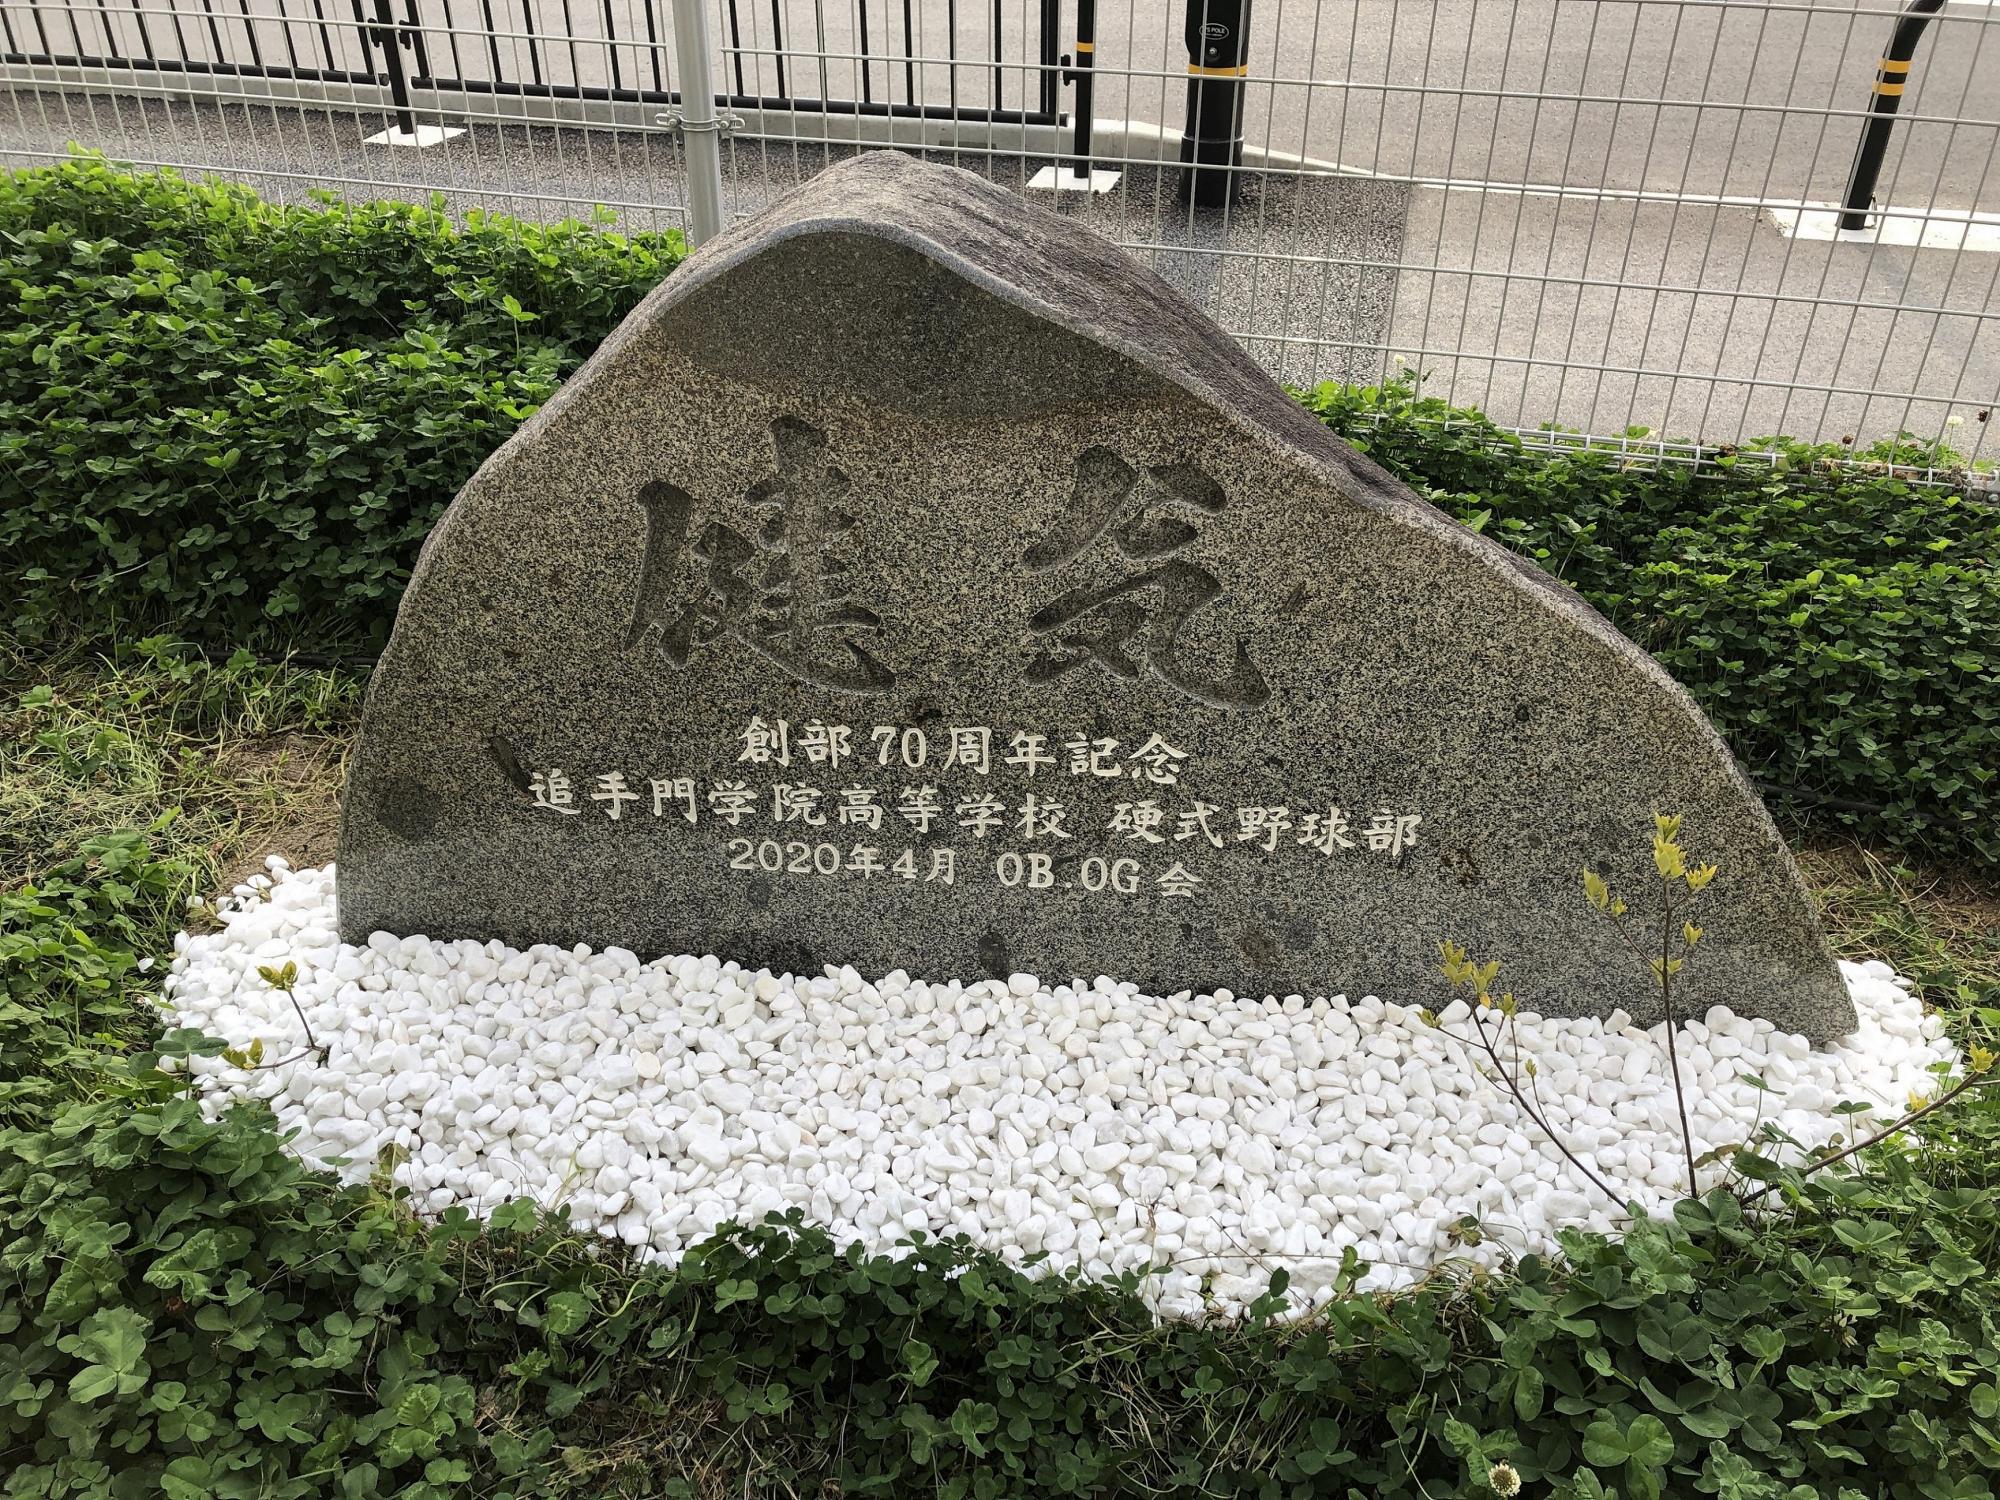 健気
創部70周年記念
追手門学院高等学校 硬式野球部
2020年4月 OB.OG会